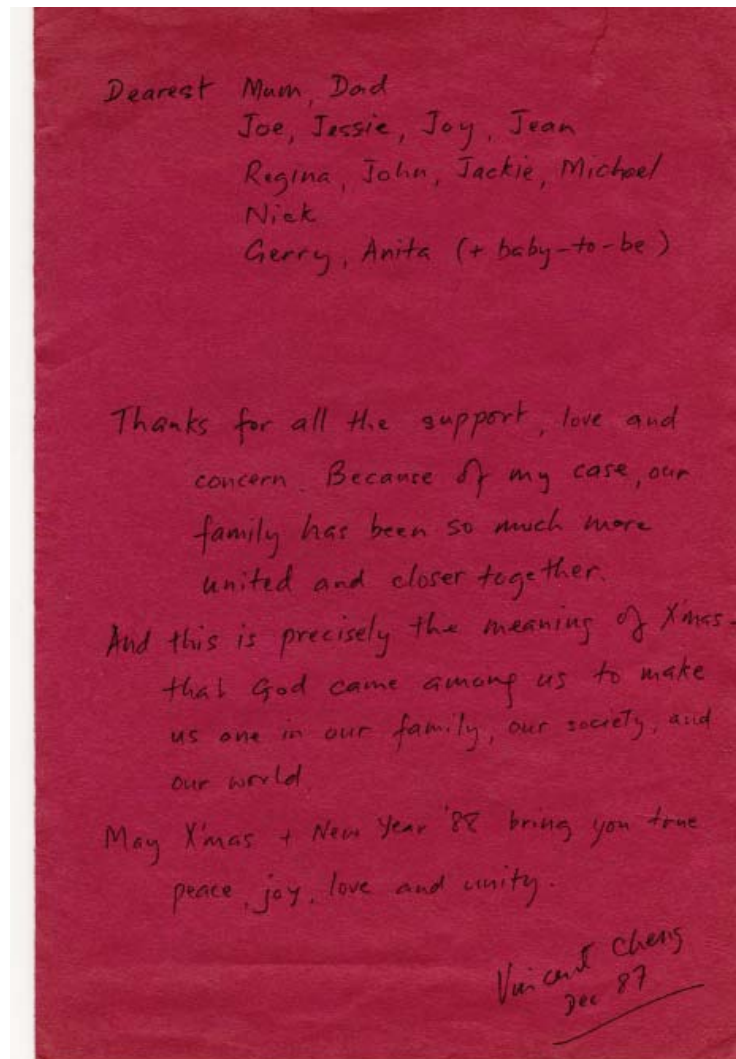 Dearest Mum, Dad
Joe, Jessie, Joy, Jean
Regina, John, Jackie, Michael
Nick
Gerry, Anita (+ baby-to-be)
Thanks for all the support, love and
concern. Because of my case, our
family has been so much more
united and closer together.
And this is precisely the meaning of X'mas -
that God came among us to make
us one in our family, our society, and
our world.
May X'mas + New Year '88 bring you true
peace, joy, love and unity.
Vincent Cheng
Dec 87